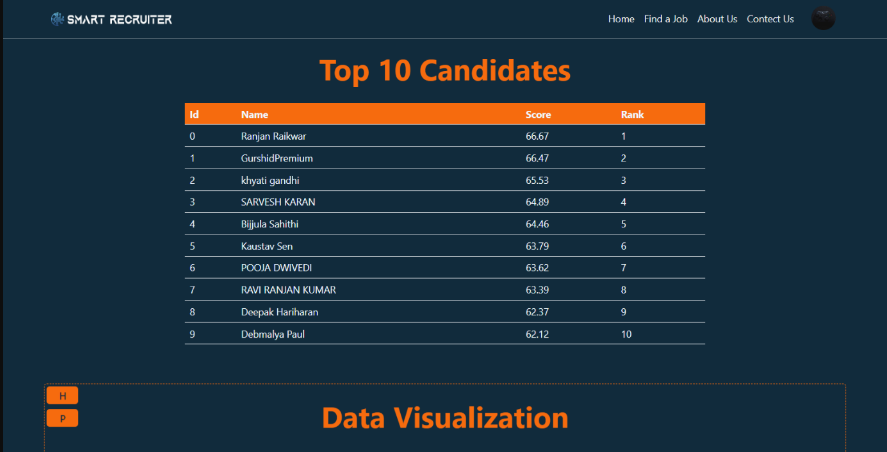 SMART RECRUITER Home Find a Job About Us Contect Us
Top 10 Candidates
Id Name Score Rank
0 Ranjan Raikwar 66.67 1
1 GurshidPremium 66.47 2
2 khyati gandhi 65.53 3
3 SARVESH KARAN 64.89 4
4 Bijjula Sahithi 64.46 5
5 Kaustav Sen 63.79 6
6 POOJA DWIVEDI 63.62 7
7 RAVI RANJAN KUMAR 63.39 8
8 Deepak Hariharan 62.37 9
9 Debmalya Paul 62.12 10
H
P
Data Visualization